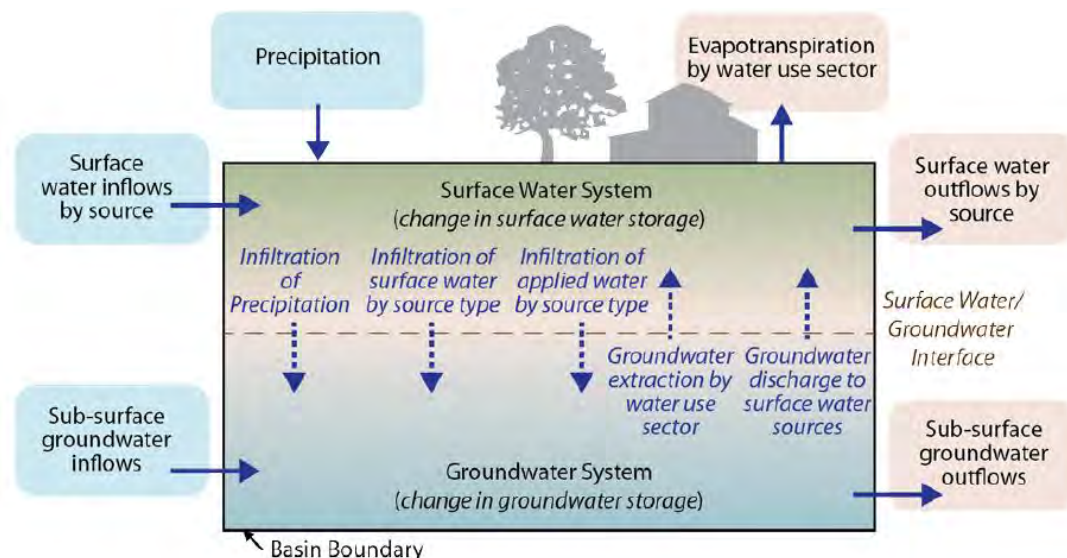 Precipitation
Evapotranspiration
by water use sector
Surface
water inflows
by source
Surface Water System
(change in surface water storage)
Surface water
outflows by
source
Infiltration
of
Precipitation
Infiltration of
surface water
by source type
Infiltration of
applied water
by source type
Surface Water/
Groundwater
Interface
Groundwater
extraction by
water use
sector
Groundwater
discharge to
surface water
sources
Sub-surface
groundwater
inflows
Groundwater System
(change in groundwater storage)
Sub-surface
groundwater
outflows
Basin Boundary